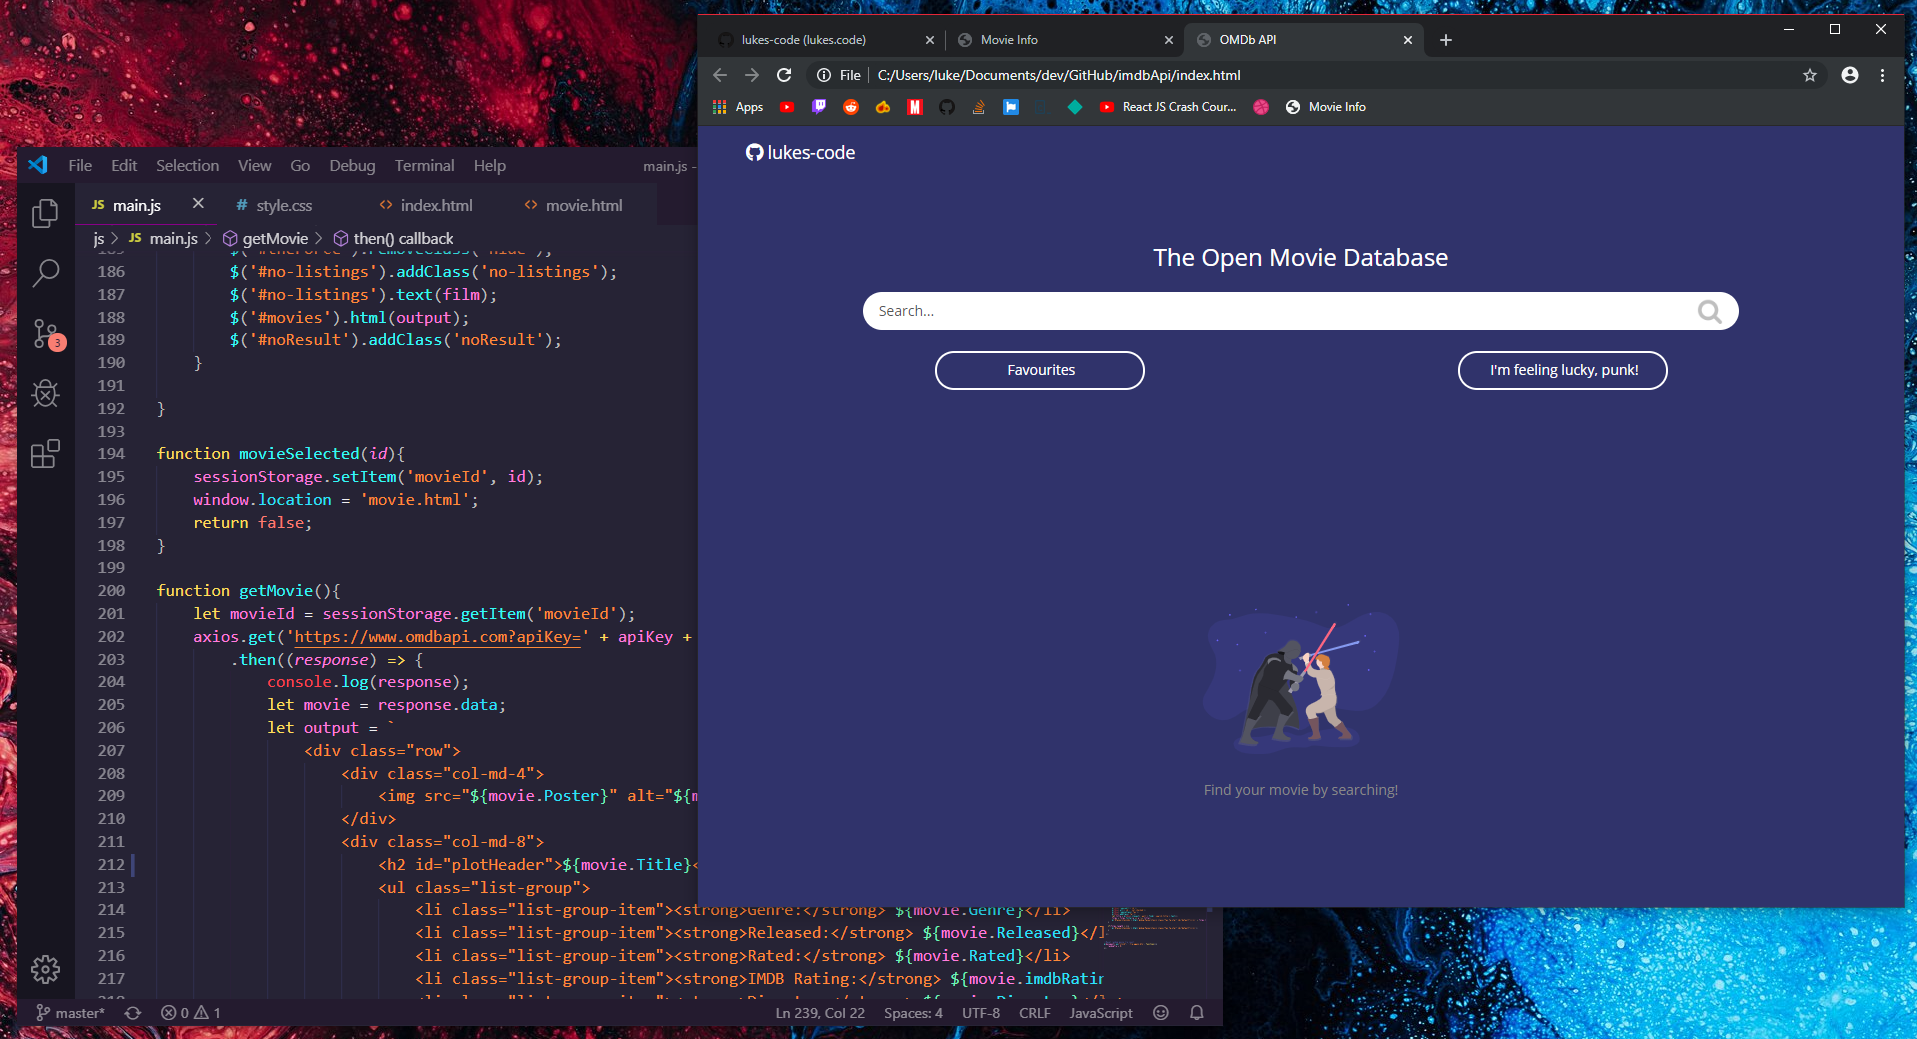 lukes-code (lukes.code)
Movie Info
OMDb API
File C:/Users/luke/Documents/dev/GitHub/imdbApi/index.html
Apps
React JS Crash Cour...
Movie Info
lukes-code
The Open Movie Database
Search...
Favourites
I'm feeling lucky, punk!
Find your movie by searching!
File Edit Selection View Go Debug Terminal Help main.js -
JS main.js
# style.css
<> index.html
<> movie.html
js > JS main.js > getMovie > then() callback
186 $('#no-listings').addClass('no-listings');
187 $('#no-listings').text(film);
188 $('#movies').html(output);
189 $('#noResult').addClass('noResult');
190 }
191
192 }
193
194 function movieSelected(id){
195 sessionStorage.setItem('movieId', id);
196 window.location = 'movie.html';
197 return false;
198 }
199
200 function getMovie(){
201 let movieId = sessionStorage.getItem('movieId');
202 axios.get('https://www.omdbapi.com?apiKey=' + apiKey +
203 .then((response) => {
204 console.log(response);
205 let movie = response.data;
206 let output = `
207 <div class="row">
208 <div class="col-md-4">
209 <img src="${movie.Poster}" alt="${m
210 </div>
211 <div class="col-md-8">
212 <h2 id="plotHeader">${movie.Title}<
213 <ul class="list-group">
214 <li class="list-group-item"><strong>Genre:</strong> ${movie.Genre}</li>
215 <li class="list-group-item"><strong>Released:</strong> ${movie.Released}</l
216 <li class="list-group-item"><strong>Rated:</strong> ${movie.Rated}</li>
217 <li class="list-group-item"><strong>IMDB Rating:</strong> ${movie.imdbRatin
3
master* 0 1 Ln 239, Col 22 Spaces: 4 UTF-8 CRLF JavaScript